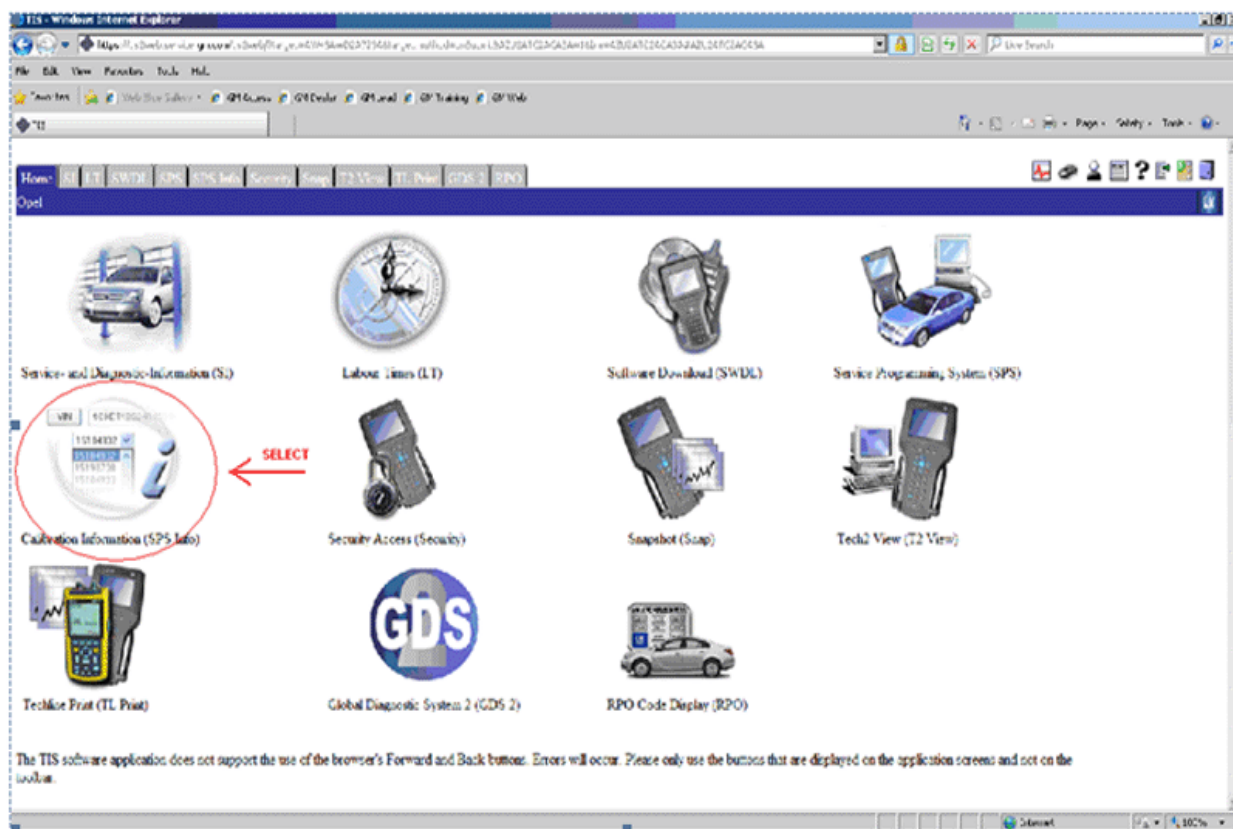 TIS - Windows Internet Explorer
File Edit View Favorites Tools Help
Favorites Web Slice Gallery GM Access GM Dealer GM Training GM Web
TIS
Page Safety Tools
Home SI LT SWDL SPS SPS Info Security Snap T2 View TL Print GDS 2 RPO
Opel
Service- and Diagnostic-Information (SI) Labour Times (LT) Software Download (SWDL) Service Programming System (SPS)
VIN
SELECT
Calibration Information (SPS Info) Security Access (Security) Snapshot (Snap) Tech2 View (T2 View)
GDS 2
Techline Print (TL Print) Global Diagnostic System 2 (GDS 2) RPO Code Display (RPO)
The TIS software application does not support the use of the browser's Forward and Back buttons. Errors will occur. Please only use the buttons that are displayed on the application screens and not on the
toolbar.
Internet 100%